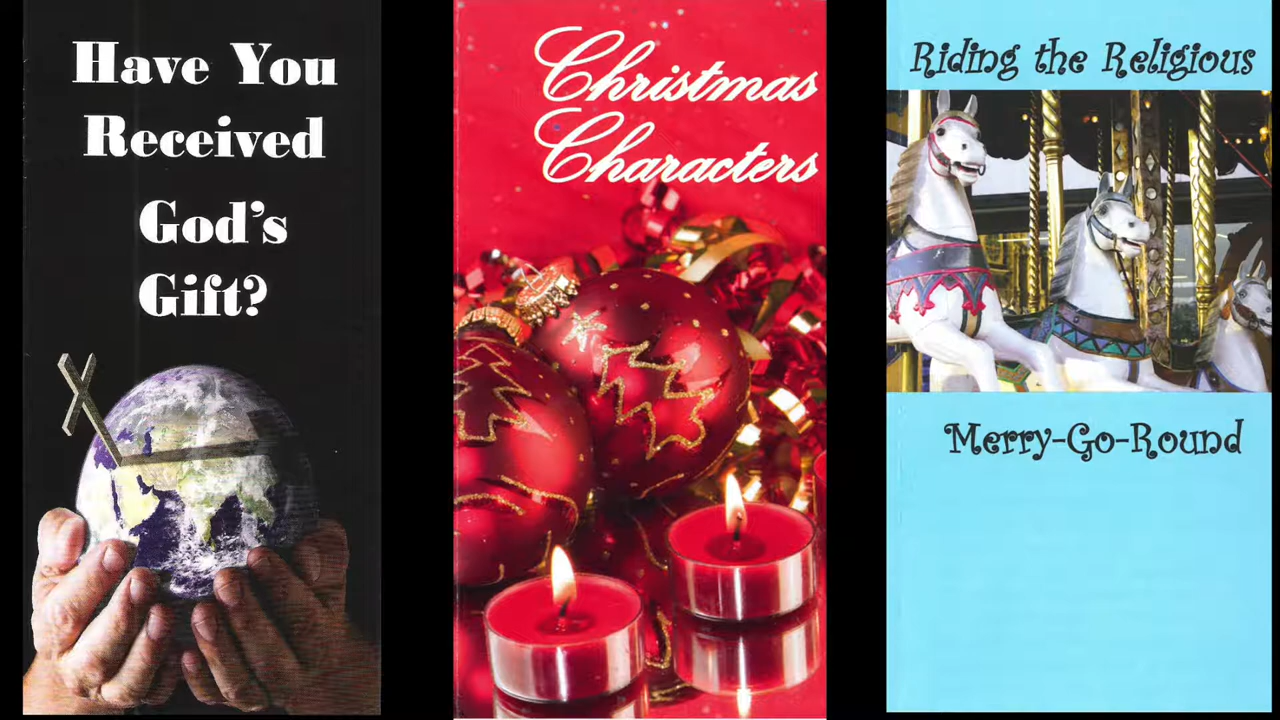 Have You
Received
God's
Gift?
Christmas
Characters
Riding the Religious
Merry-Go-Round